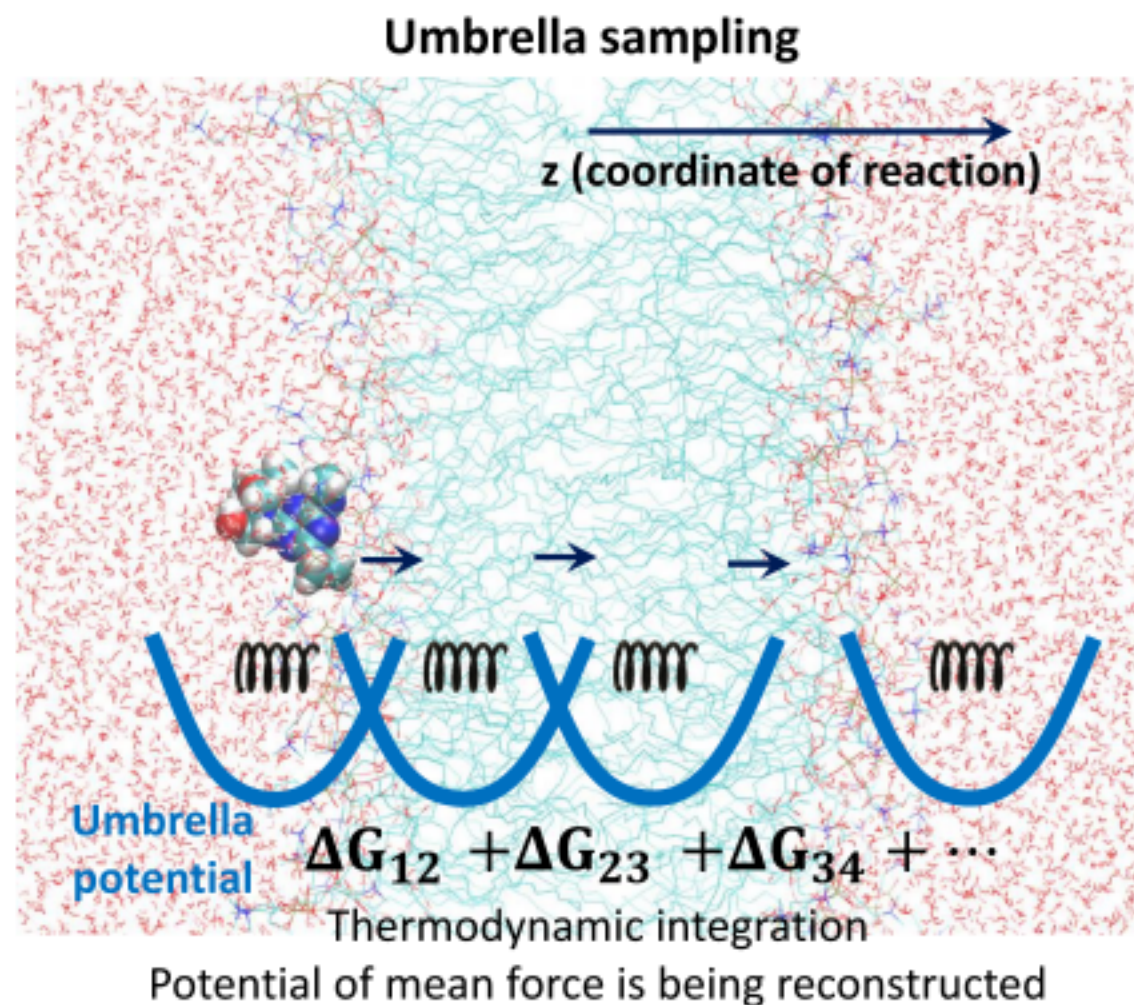 Umbrella sampling
z (coordinate of reaction)
Umbrella
potential
ΔG₁₂ +ΔG₂₃ +ΔG₃₄ + ⋯
Thermodynamic integration
Potential of mean force is being reconstructed